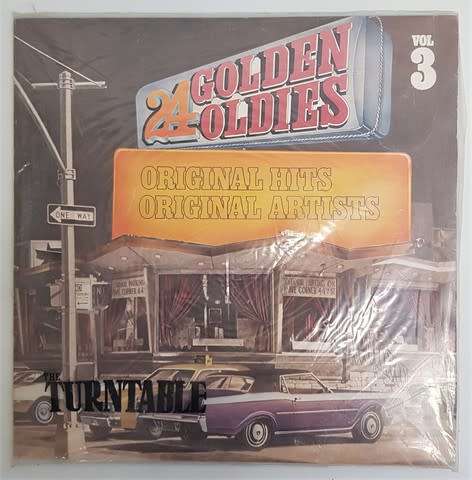 VOL
3
24 GOLDEN
OLDIES
ORIGINAL HITS
ORIGINAL ARTISTS
ONE WAY
THE
TURNTABLE